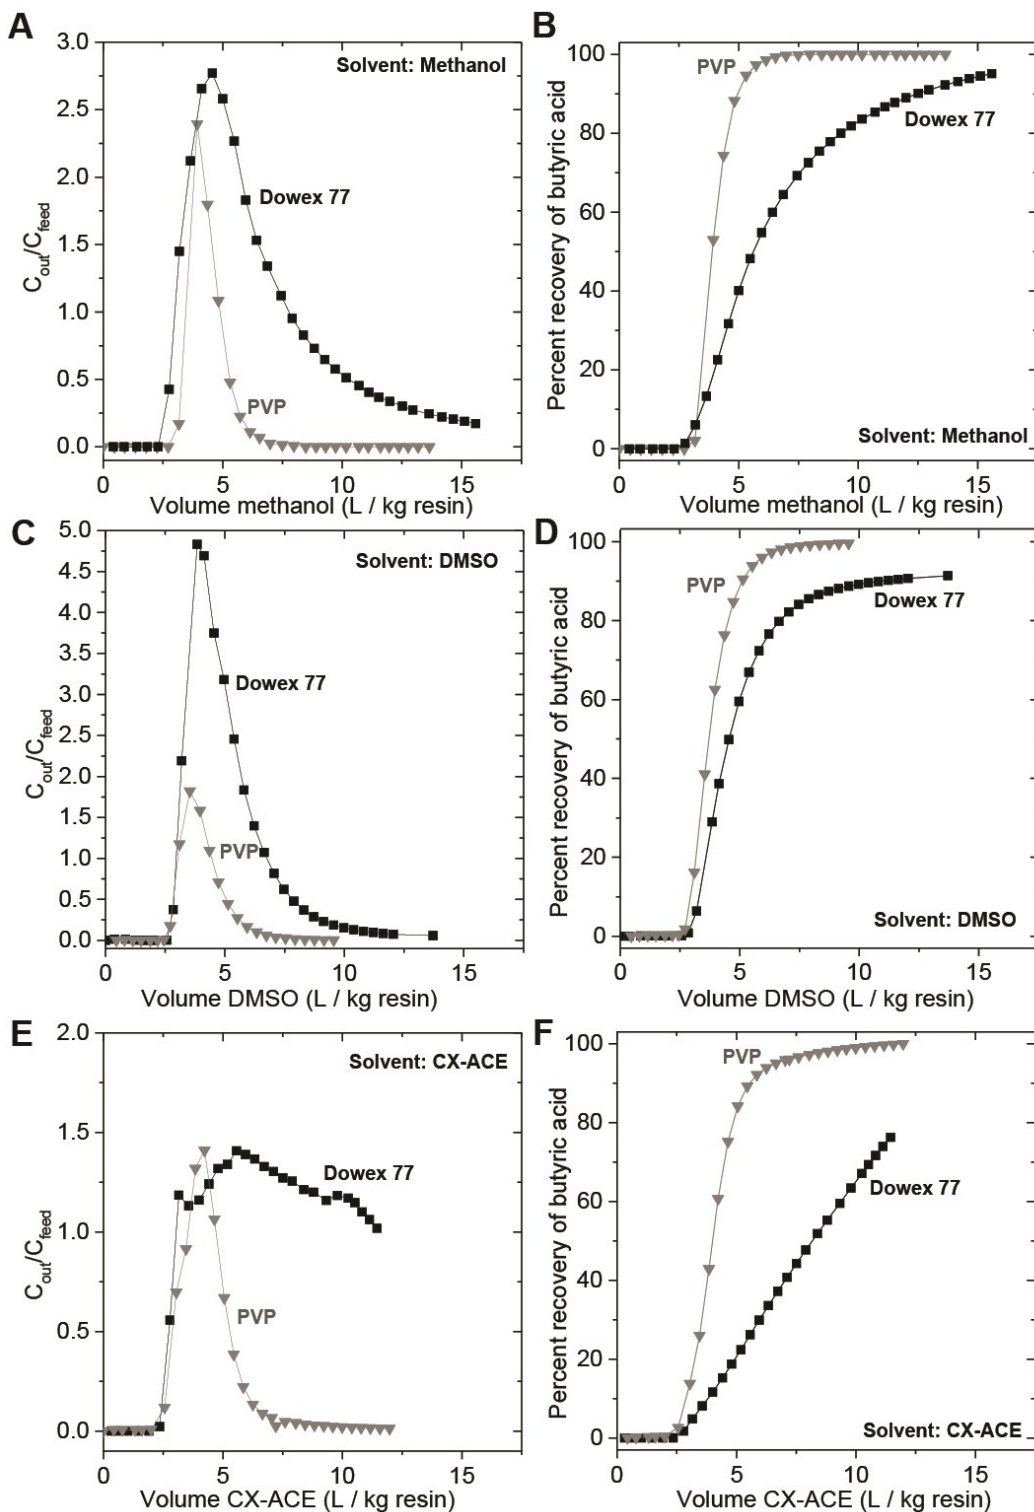 A
3.0
2.5
2.0
1.5
1.0
0.5
0.0
C_out/C_feed
Solvent: Methanol
Dowex 77
PVP
0 5 10 15
Volume methanol (L / kg resin)
B
100
80
60
40
20
0
Percent recovery of butyric acid
PVP
Dowex 77
Solvent: Methanol
0 5 10 15
Volume methanol (L / kg resin)
C
5.0
4.5
4.0
3.5
3.0
2.5
2.0
1.5
1.0
0.5
0.0
C_out/C_feed
Solvent: DMSO
Dowex 77
PVP
0 5 10 15
Volume DMSO (L / kg resin)
D
100
80
60
40
20
0
Percent recovery of butyric acid
PVP
Dowex 77
Solvent: DMSO
0 5 10 15
Volume DMSO (L / kg resin)
E
2.0
1.5
1.0
0.5
0.0
C_out/C_feed
Solvent: CX-ACE
Dowex 77
PVP
0 5 10 15
Volume CX-ACE (L / kg resin)
F
100
80
60
40
20
0
Percent recovery of butyric acid
PVP
Dowex 77
Solvent: CX-ACE
0 5 10 15
Volume CX-ACE (L / kg resin)